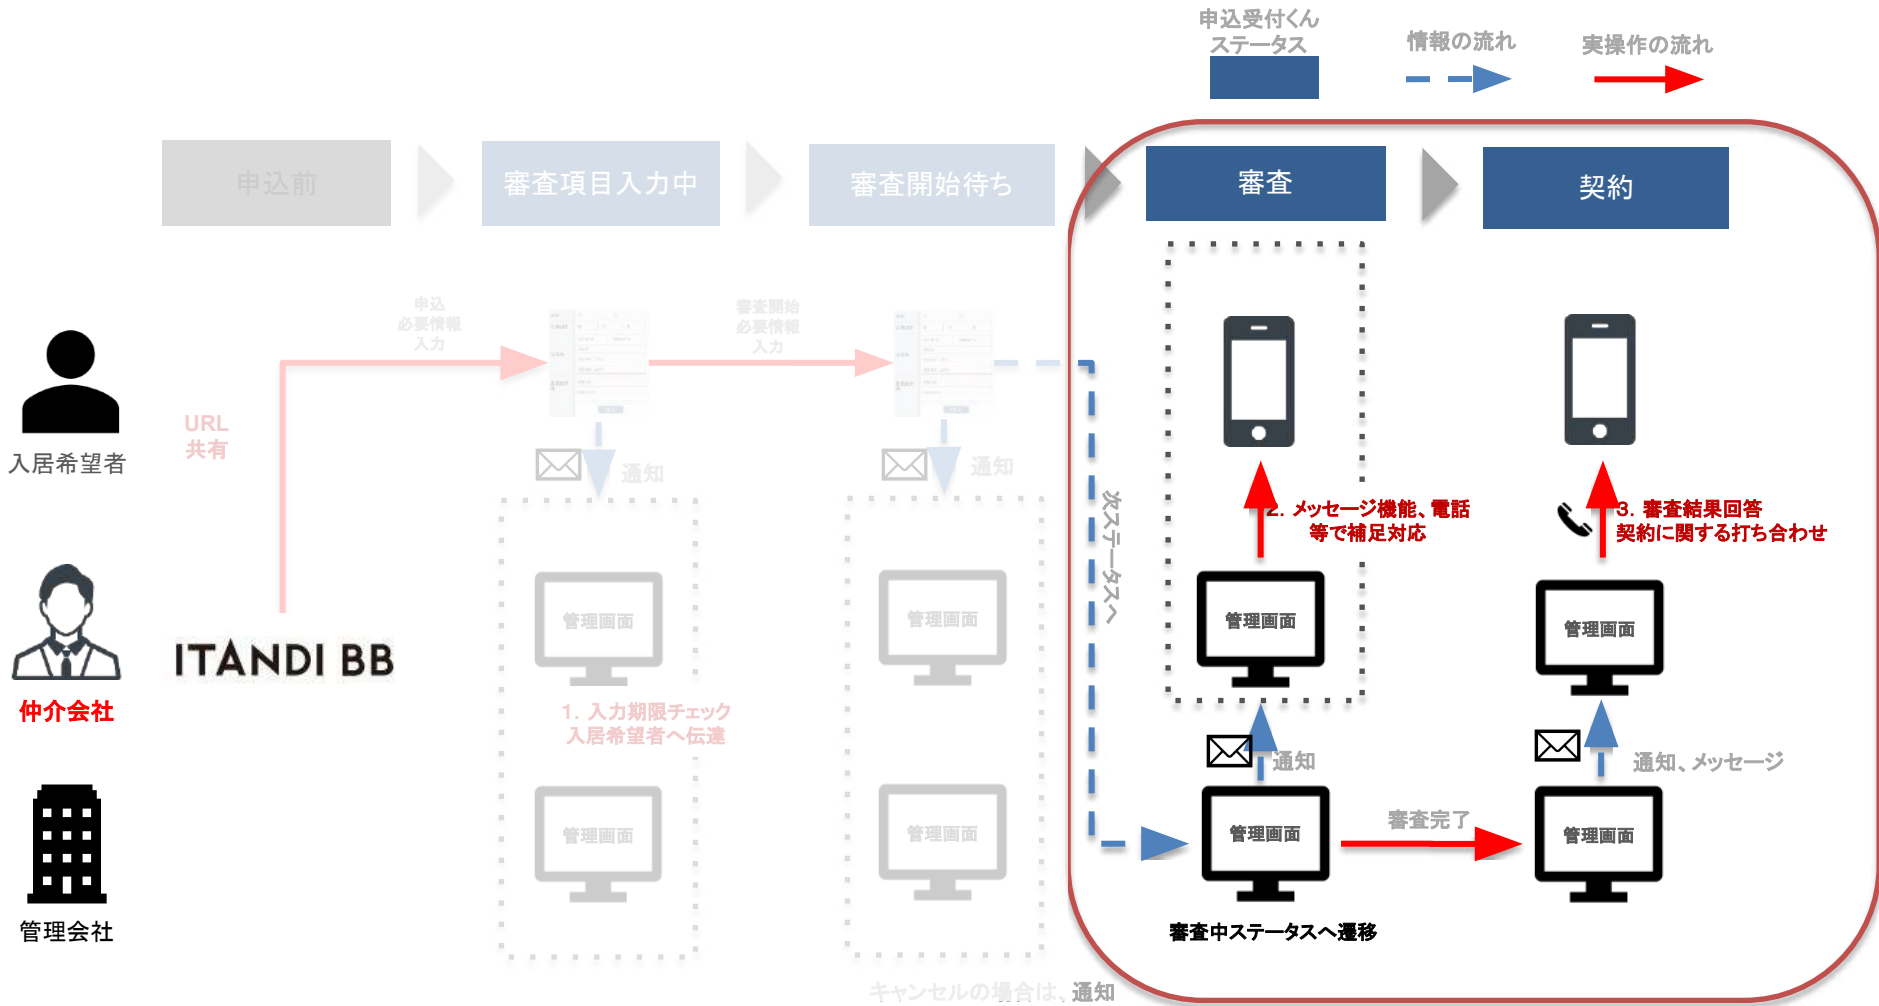 申込受付くん
ステータス
情報の流れ
実操作の流れ
申込前
審査項目入力中
審査開始待ち
審査
契約
申込
必要情報
入力
審査開始
必要情報
入力
入居希望者
URL
共有
通知
通知
次ステータスへ
2. メッセージ機能、電話
等で補足対応
3. 審査結果回答
契約に関する打ち合わせ
仲介会社
ITANDI BB
管理画面
管理画面
管理画面
管理画面
1. 入力期限チェック
入居希望者へ伝達
通知
通知、メッセージ
管理会社
管理画面
管理画面
管理画面
審査完了
管理画面
審査中ステータスへ遷移
キャンセルの場合は、通知